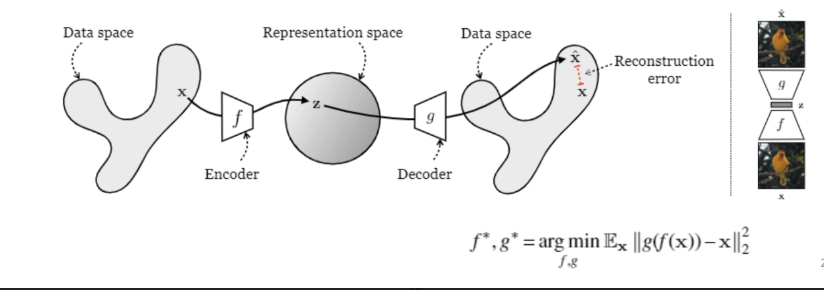 Data space
Representation space
Data space
x̂
x
f
z
g
x̂
x
Reconstruction
error
Encoder
Decoder
g
z
f
x
f*, g* = arg min 𝔼ₓ ‖g(f(x)) − x‖₂²
f,g